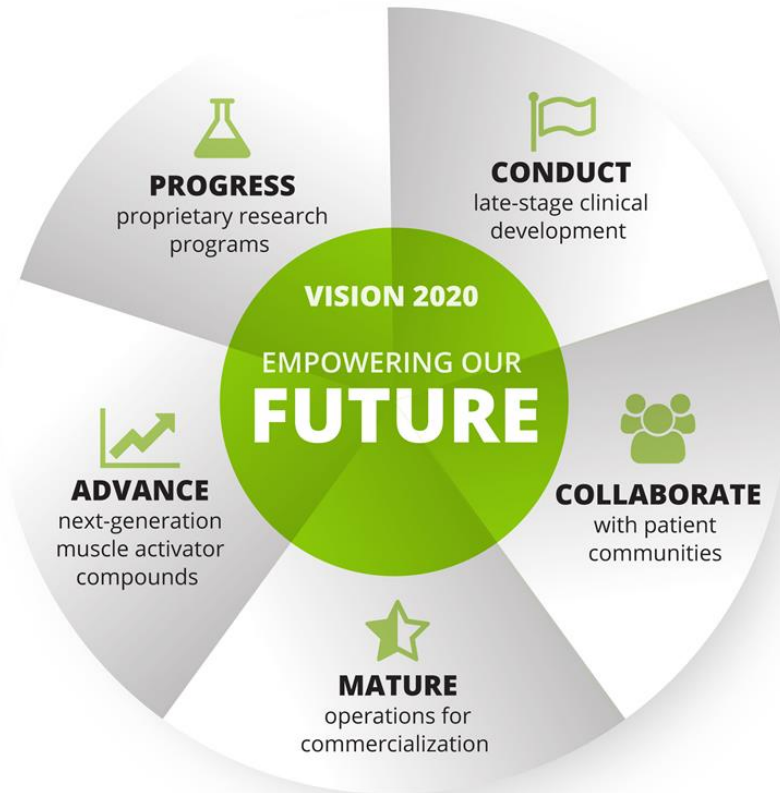 VISION 2020
EMPOWERING OUR
FUTURE
CONDUCT
late-stage clinical
development
COLLABORATE
with patient
communities
MATURE
operations for
commercialization
ADVANCE
next-generation
muscle activator
compounds
PROGRESS
proprietary research
programs